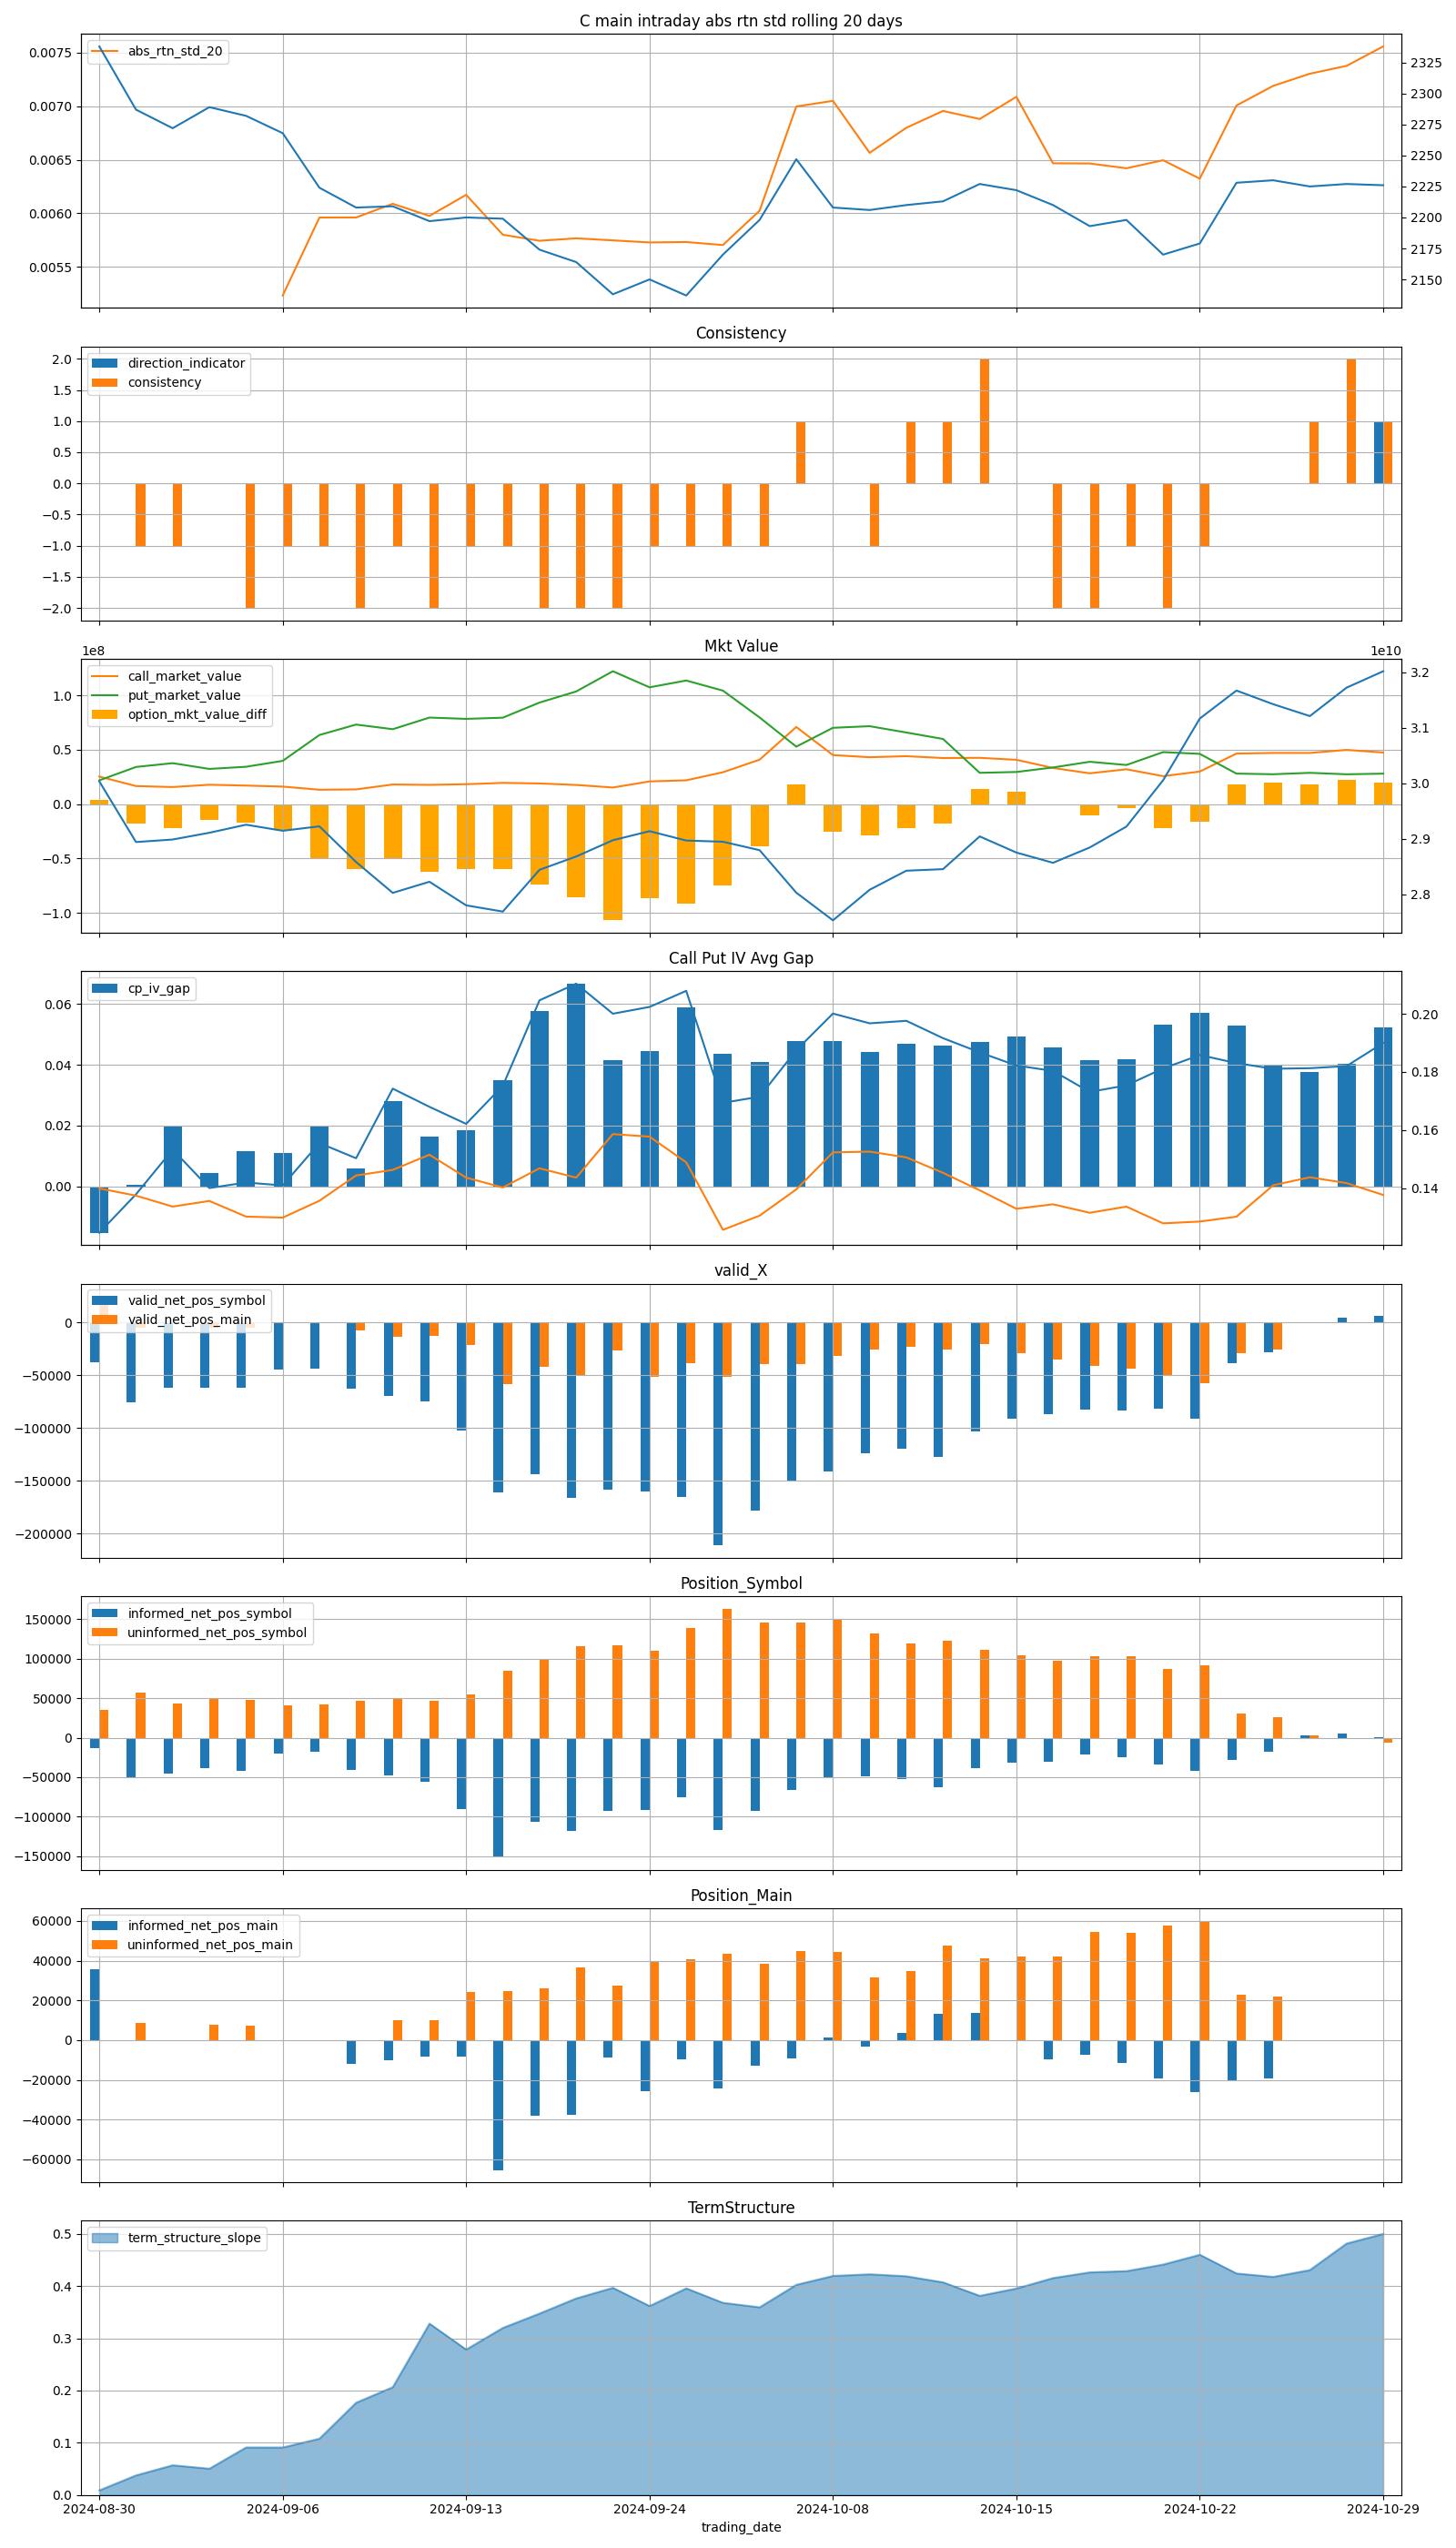 C main intraday abs rtn std rolling 20 days
abs_rtn_std_20
0.0075
0.0070
0.0065
0.0060
0.0055
2325
2300
2275
2250
2225
2200
2175
2150
Consistency
direction_indicator
consistency
2.0
1.5
1.0
0.5
0.0
−0.5
−1.0
−1.5
−2.0
Mkt Value
1e8
1e10
call_market_value
put_market_value
option_mkt_value_diff
1.0
0.5
0.0
−0.5
−1.0
3.2
3.1
3.0
2.9
2.8
Call Put IV Avg Gap
cp_iv_gap
0.06
0.04
0.02
0.00
0.20
0.18
0.16
0.14
valid_X
valid_net_pos_symbol
valid_net_pos_main
0
−50000
−100000
−150000
−200000
Position_Symbol
informed_net_pos_symbol
uninformed_net_pos_symbol
150000
100000
50000
0
−50000
−100000
−150000
Position_Main
informed_net_pos_main
uninformed_net_pos_main
60000
40000
20000
0
−20000
−40000
−60000
TermStructure
term_structure_slope
0.5
0.4
0.3
0.2
0.1
0.0
2024-08-30
2024-09-06
2024-09-13
2024-09-24
2024-10-08
2024-10-15
2024-10-22
2024-10-29
trading_date